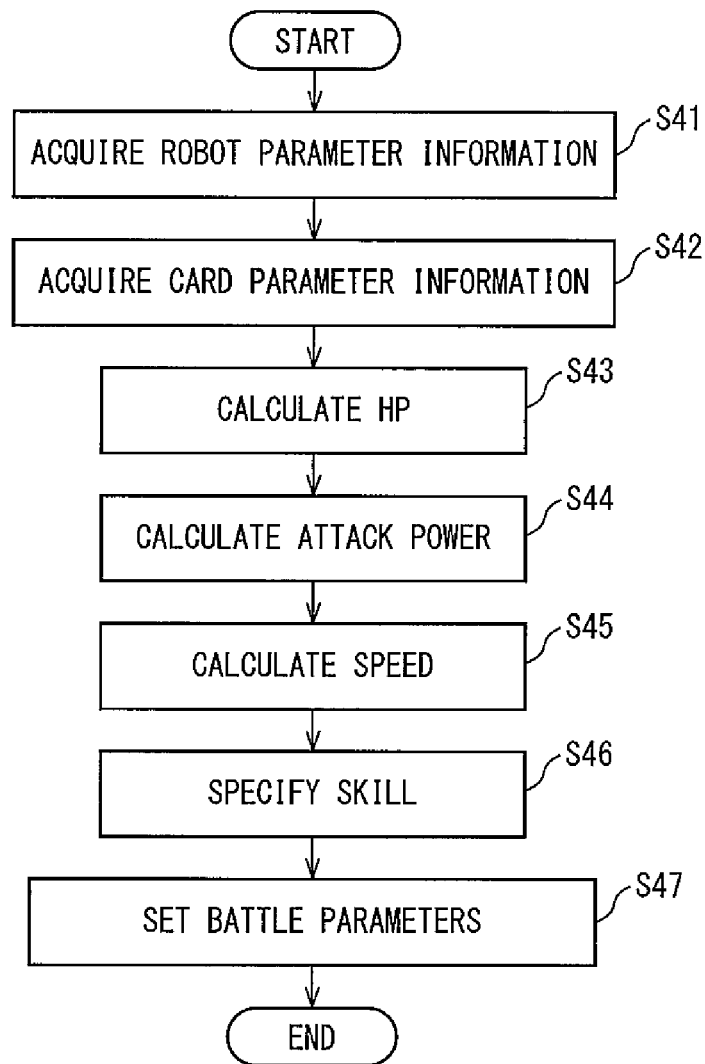 START
S41
ACQUIRE ROBOT PARAMETER INFORMATION
S42
ACQUIRE CARD PARAMETER INFORMATION
S43
CALCULATE HP
S44
CALCULATE ATTACK POWER
S45
CALCULATE SPEED
S46
SPECIFY SKILL
S47
SET BATTLE PARAMETERS
END